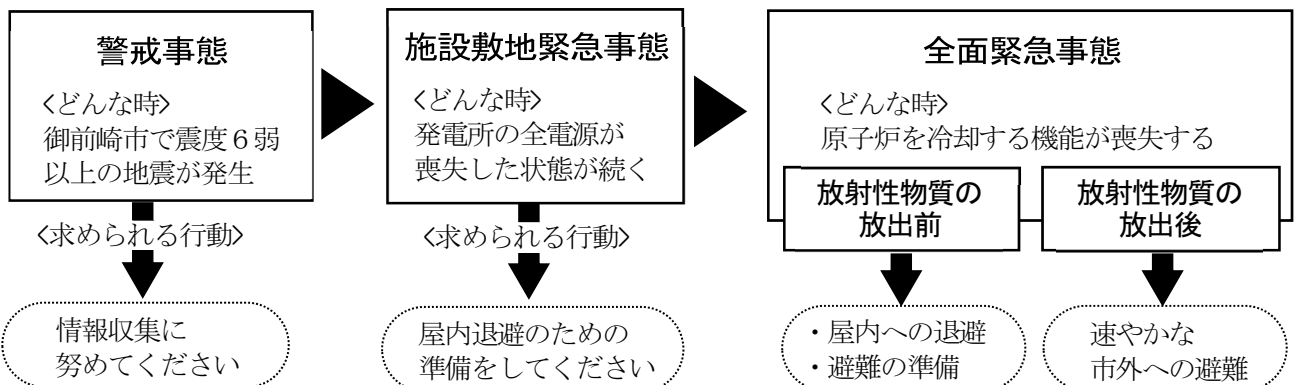 警戒事態
<どんな時>
御前崎市で震度６弱
以上の地震が発生
<求められる行動>
情報収集に
努めてください
施設敷地緊急事態
<どんな時>
発電所の全電源が
喪失した状態が続く
<求められる行動>
屋内退避のための
準備をしてください
全面緊急事態
<どんな時>
原子炉を冷却する機能が喪失する
放射性物質の
放出前
・屋内への退避
・避難の準備
放射性物質の
放出後
速やかな
市外への避難